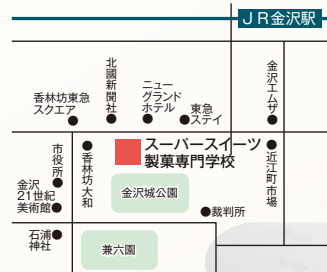 JR金沢駅
北國新聞社
ニュー
グランド
ホテル
金沢エムザ
香林坊東急
スクエア
東急
ステイ
スーパースイーツ
製菓専門学校
市役所
香林坊大和
近江町市場
金沢
21世紀
美術館
金沢城公園
裁判所
石浦
神社
兼六園